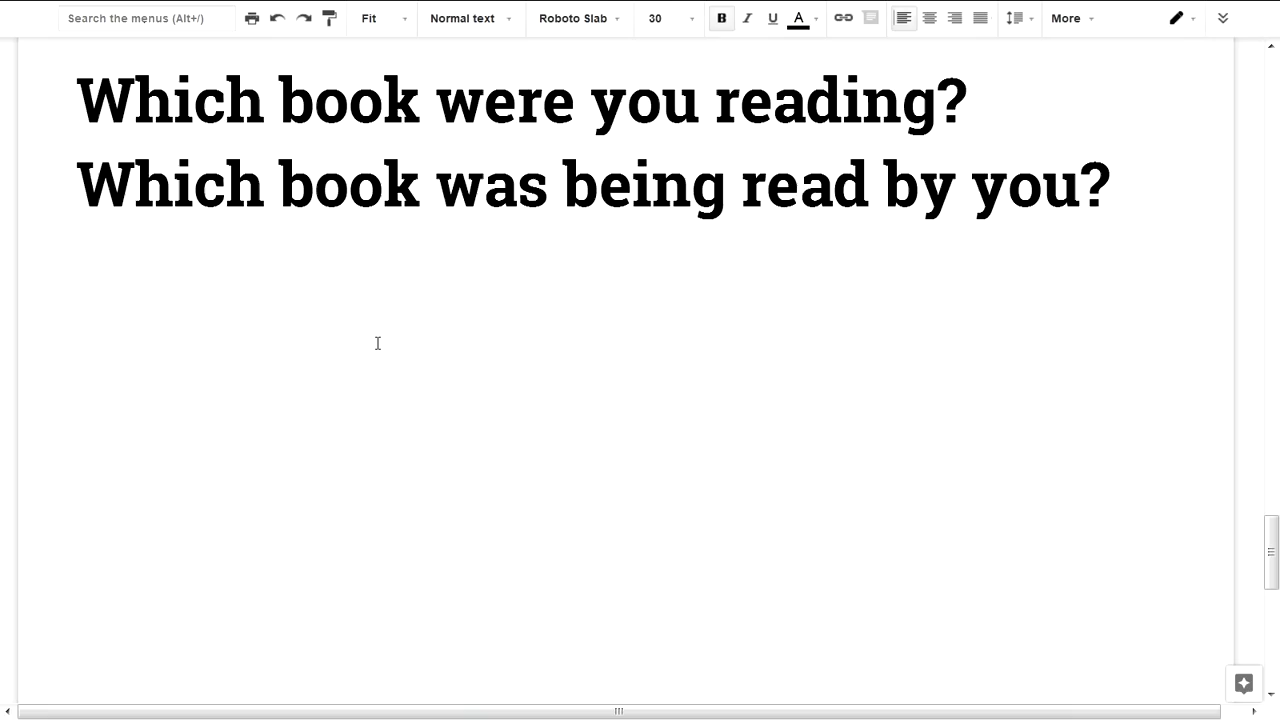 Search the menus (Alt+/) Fit Normal text Roboto Slab 30 B I U A More
Which book were you reading?
Which book was being read by you?